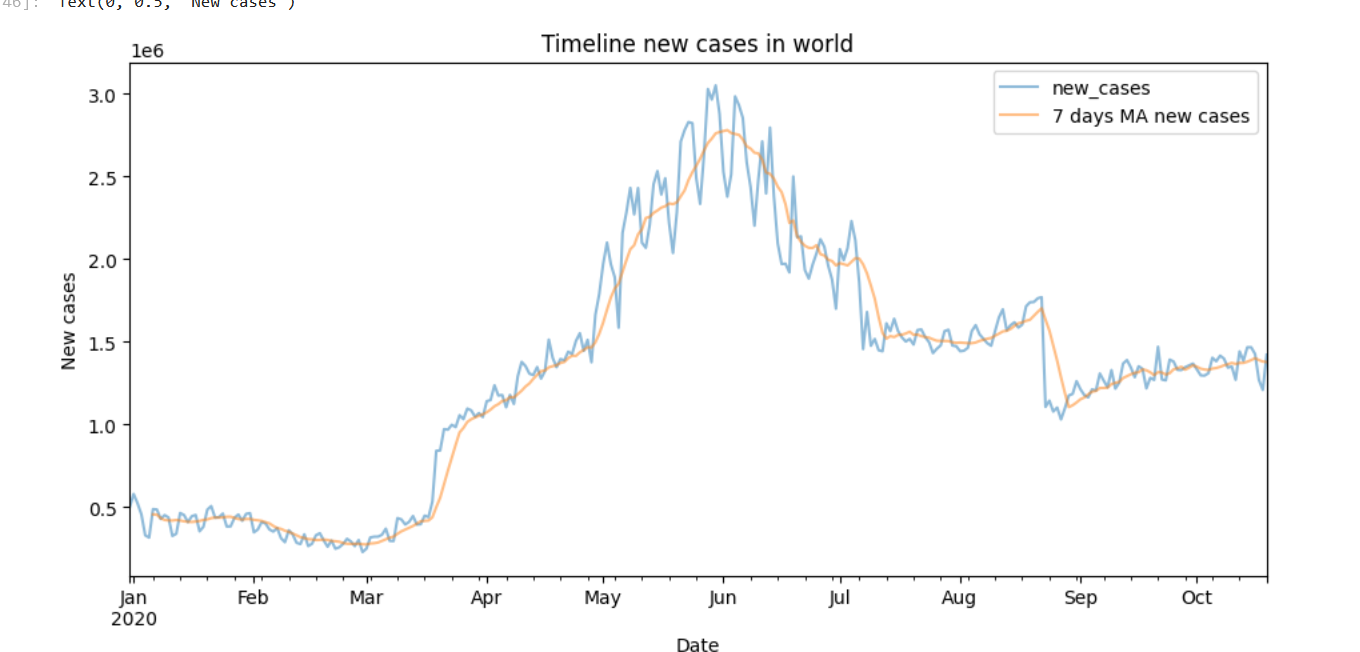 46]: Text(0, 0.5, 'New cases')
Timeline new cases in world
1e6
3.0
2.5
2.0
1.5
1.0
0.5
New cases
new_cases
7 days MA new cases
Jan Feb Mar Apr May Jun Jul Aug Sep Oct
2020
Date